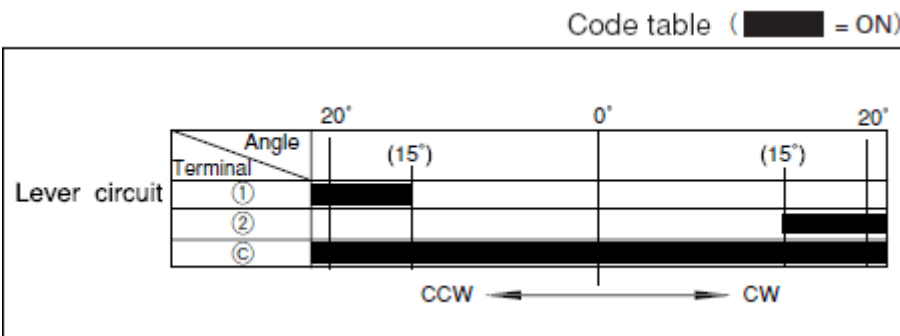 Code table ( = ON)
20° 0° 20°
Angle
(15°) (15°)
Terminal
Lever circuit
①
②
Ⓒ
CCW CW